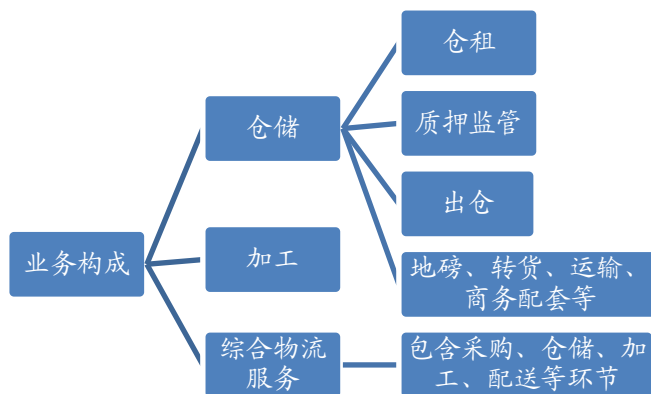 业务构成
仓储
仓租
质押监管
出仓
地磅、转货、运输、
商务配套等
加工
综合物流
服务
包含采购、仓储、加
工、配送等环节